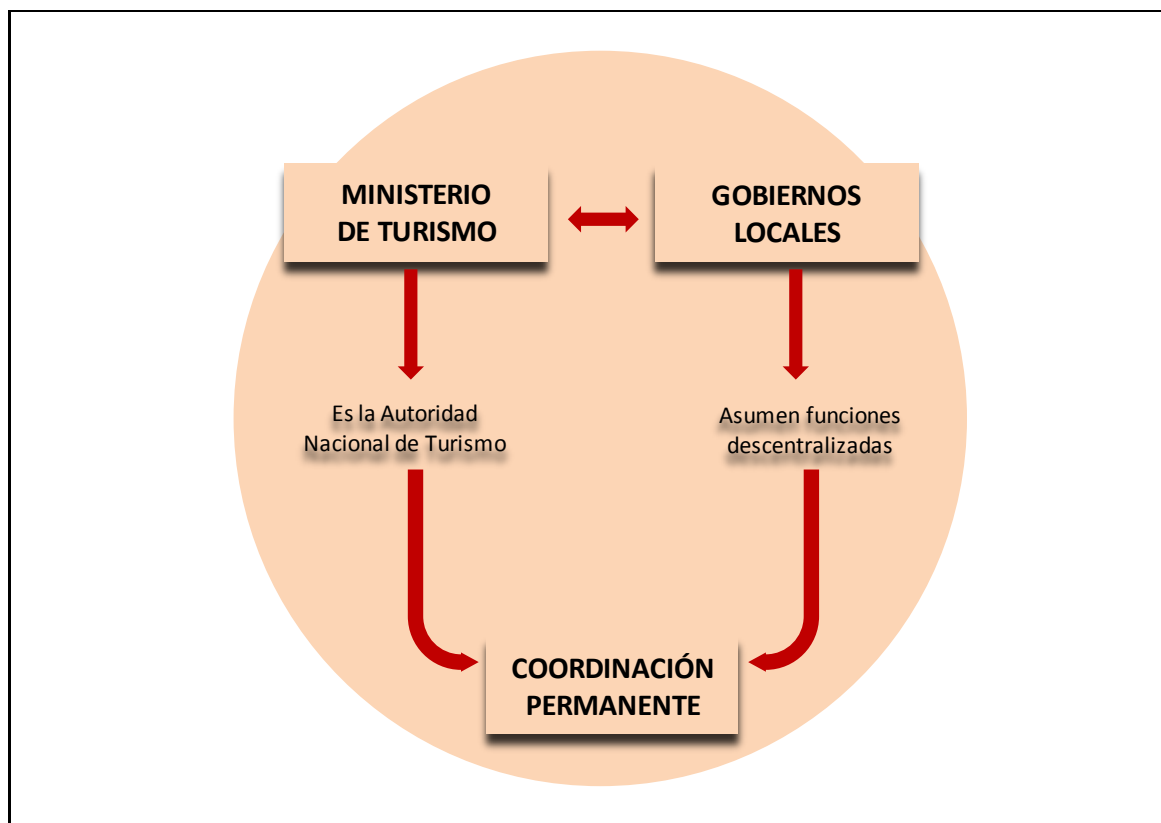 MINISTERIO
DE TURISMO
GOBIERNOS
LOCALES
Es la Autoridad
Nacional de Turismo
Asumen funciones
descentralizadas
COORDINACIÓN
PERMANENTE